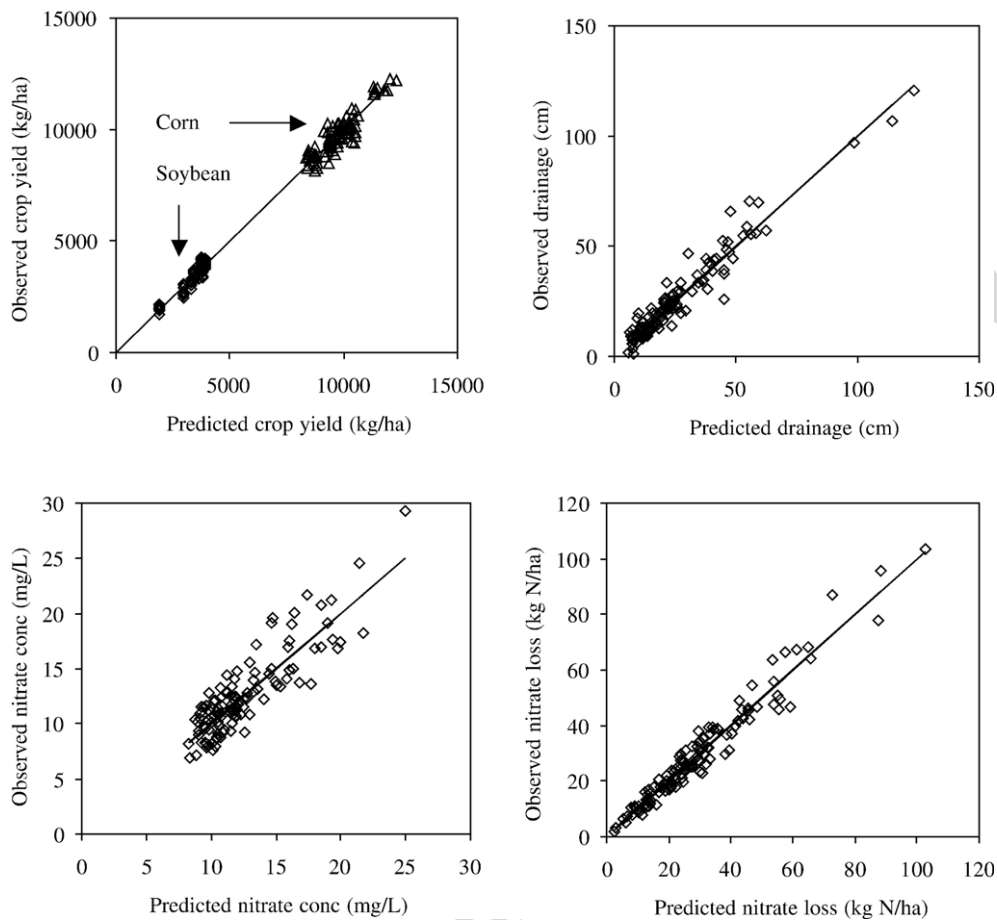 15000
10000
5000
0
Observed crop yield (kg/ha)
Corn
Soybean
0 5000 10000 15000
Predicted crop yield (kg/ha)
150
100
50
0
Observed drainage (cm)
0 50 100 150
Predicted drainage (cm)
30
25
20
15
10
5
0
Observed nitrate conc (mg/L)
0 5 10 15 20 25 30
Predicted nitrate conc (mg/L)
120
100
80
60
40
20
0
Observed nitrate loss (kg N/ha)
0 20 40 60 80 100 120
Predicted nitrate loss (kg N/ha)